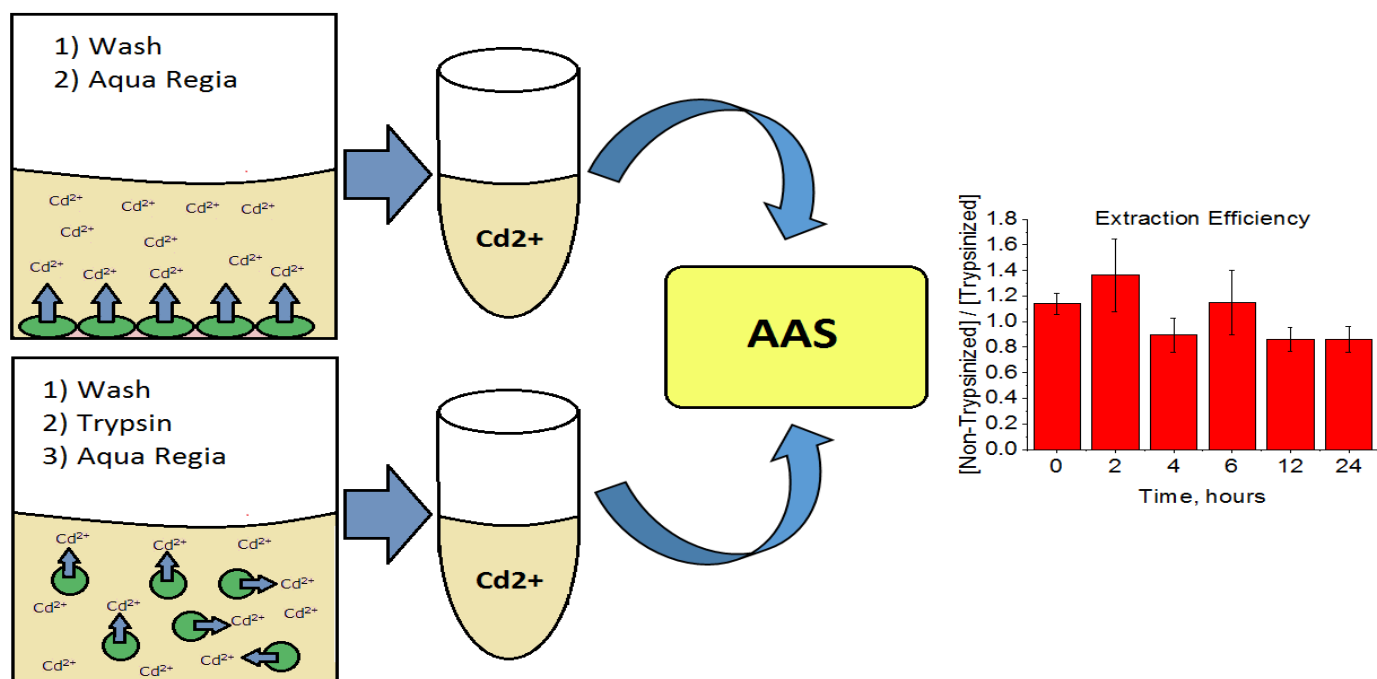 1) Wash
2) Aqua Regia
Cd²⁺ Cd²⁺ Cd²⁺ Cd²⁺
Cd²⁺ Cd²⁺
Cd²⁺ Cd²⁺ Cd²⁺ Cd²⁺ Cd²⁺
Cd2+
1) Wash
2) Trypsin
3) Aqua Regia
Cd²⁺ Cd²⁺ Cd²⁺
Cd²⁺
Cd²⁺ Cd²⁺ Cd²⁺ Cd²⁺
Cd²⁺ Cd²⁺ Cd²⁺
Cd2+
AAS
Extraction Efficiency
[Non-Trypsinized] / [Trypsinized]
1.8
1.6
1.4
1.2
1.0
0.8
0.6
0.4
0.2
0.0
0 2 4 6 12 24
Time, hours